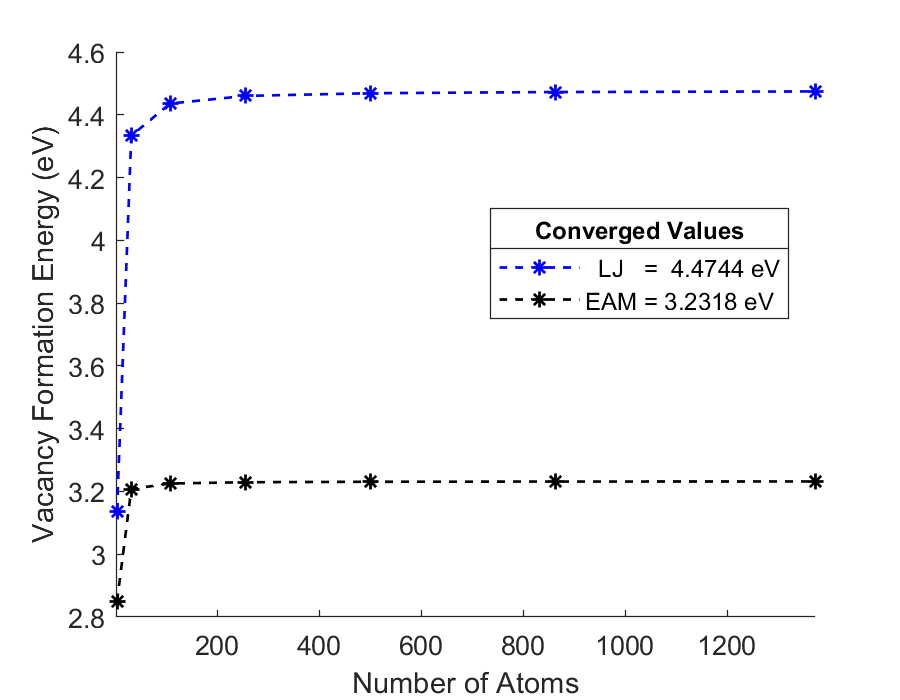 4.6
4.4
4.2
4
3.8
3.6
3.4
3.2
3
2.8
Vacancy Formation Energy (eV)
Converged Values
LJ = 4.4744 eV
EAM = 3.2318 eV
200 400 600 800 1000 1200
Number of Atoms